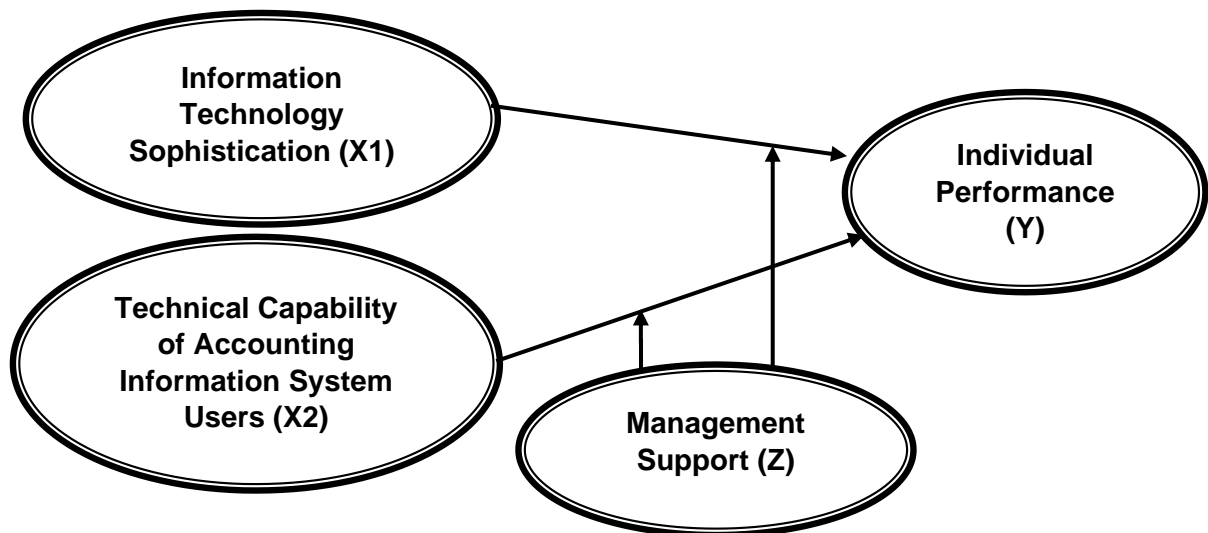 Information
Technology
Sophistication (X1)
Individual
Performance
(Y)
Technical Capability
of Accounting
Information System
Users (X2)
Management
Support (Z)